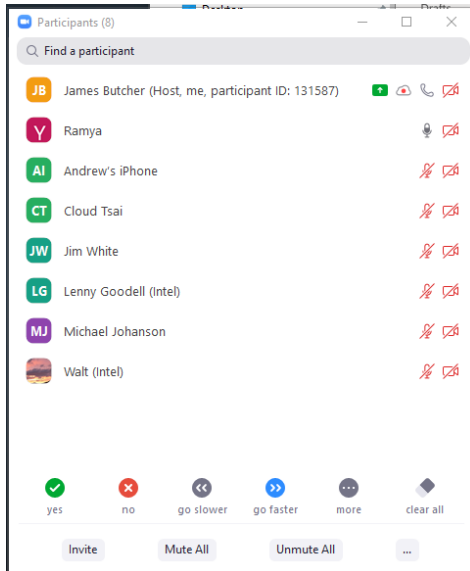 Desktop
Drafts
Participants (8)
Find a participant
JB James Butcher (Host, me, participant ID: 131587)
Ramya
AI Andrew's iPhone
CT Cloud Tsai
JW Jim White
LG Lenny Goodell (Intel)
MJ Michael Johanson
Walt (Intel)
yes no go slower go faster more clear all
Invite Mute All Unmute All ...